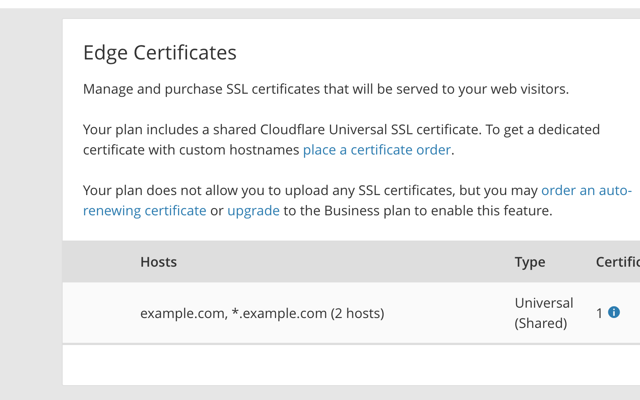 Edge Certificates
Manage and purchase SSL certificates that will be served to your web visitors.
Your plan includes a shared Cloudflare Universal SSL certificate. To get a dedicated
certificate with custom hostnames place a certificate order.
Your plan does not allow you to upload any SSL certificates, but you may order an auto-
renewing certificate or upgrade to the Business plan to enable this feature.
Hosts Type Certific
example.com, *.example.com (2 hosts) Universal
(Shared) 1